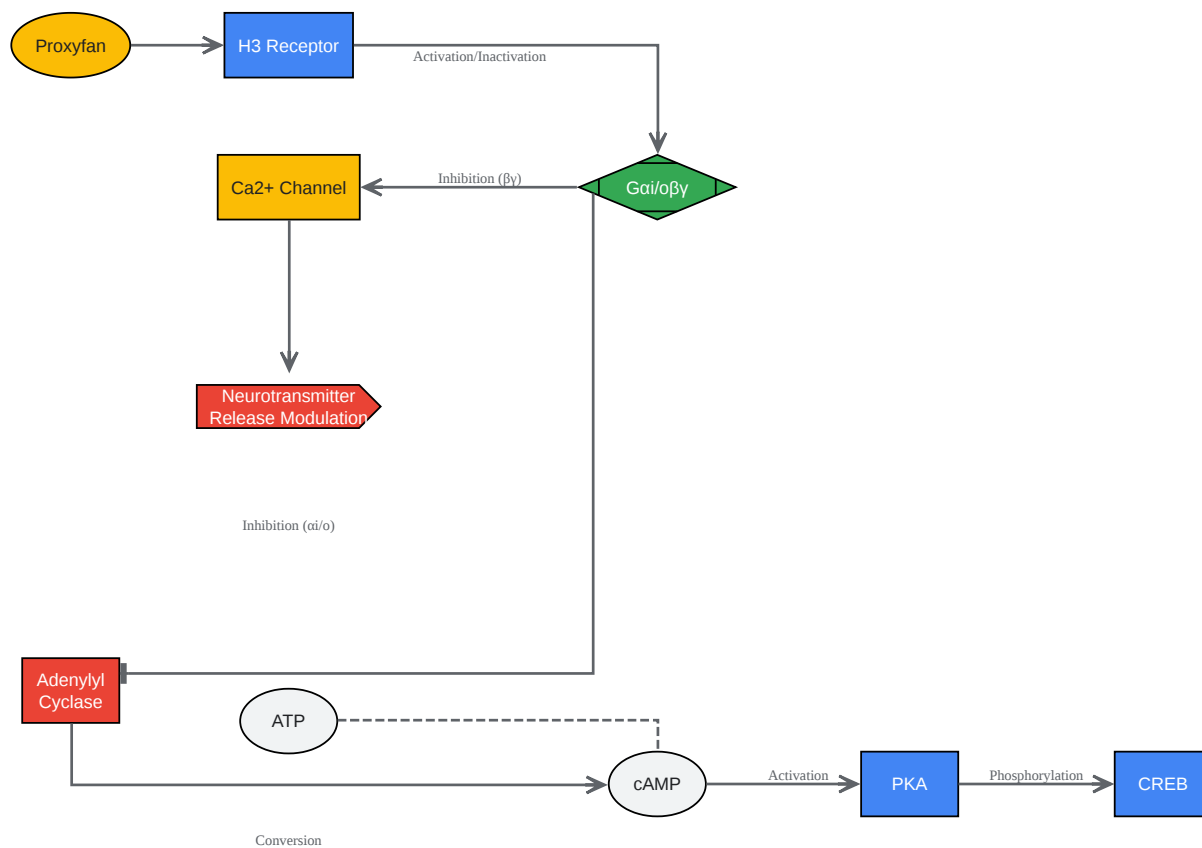 Proxyfan
H3 Receptor
Activation/Inactivation
Ca2+ Channel
Inhibition (βγ)
Gαi/oβγ
Neurotransmitter
Release Modulation
Inhibition (αi/o)
Adenylyl
Cyclase
ATP
cAMP
Activation
PKA
Phosphorylation
CREB
Conversion